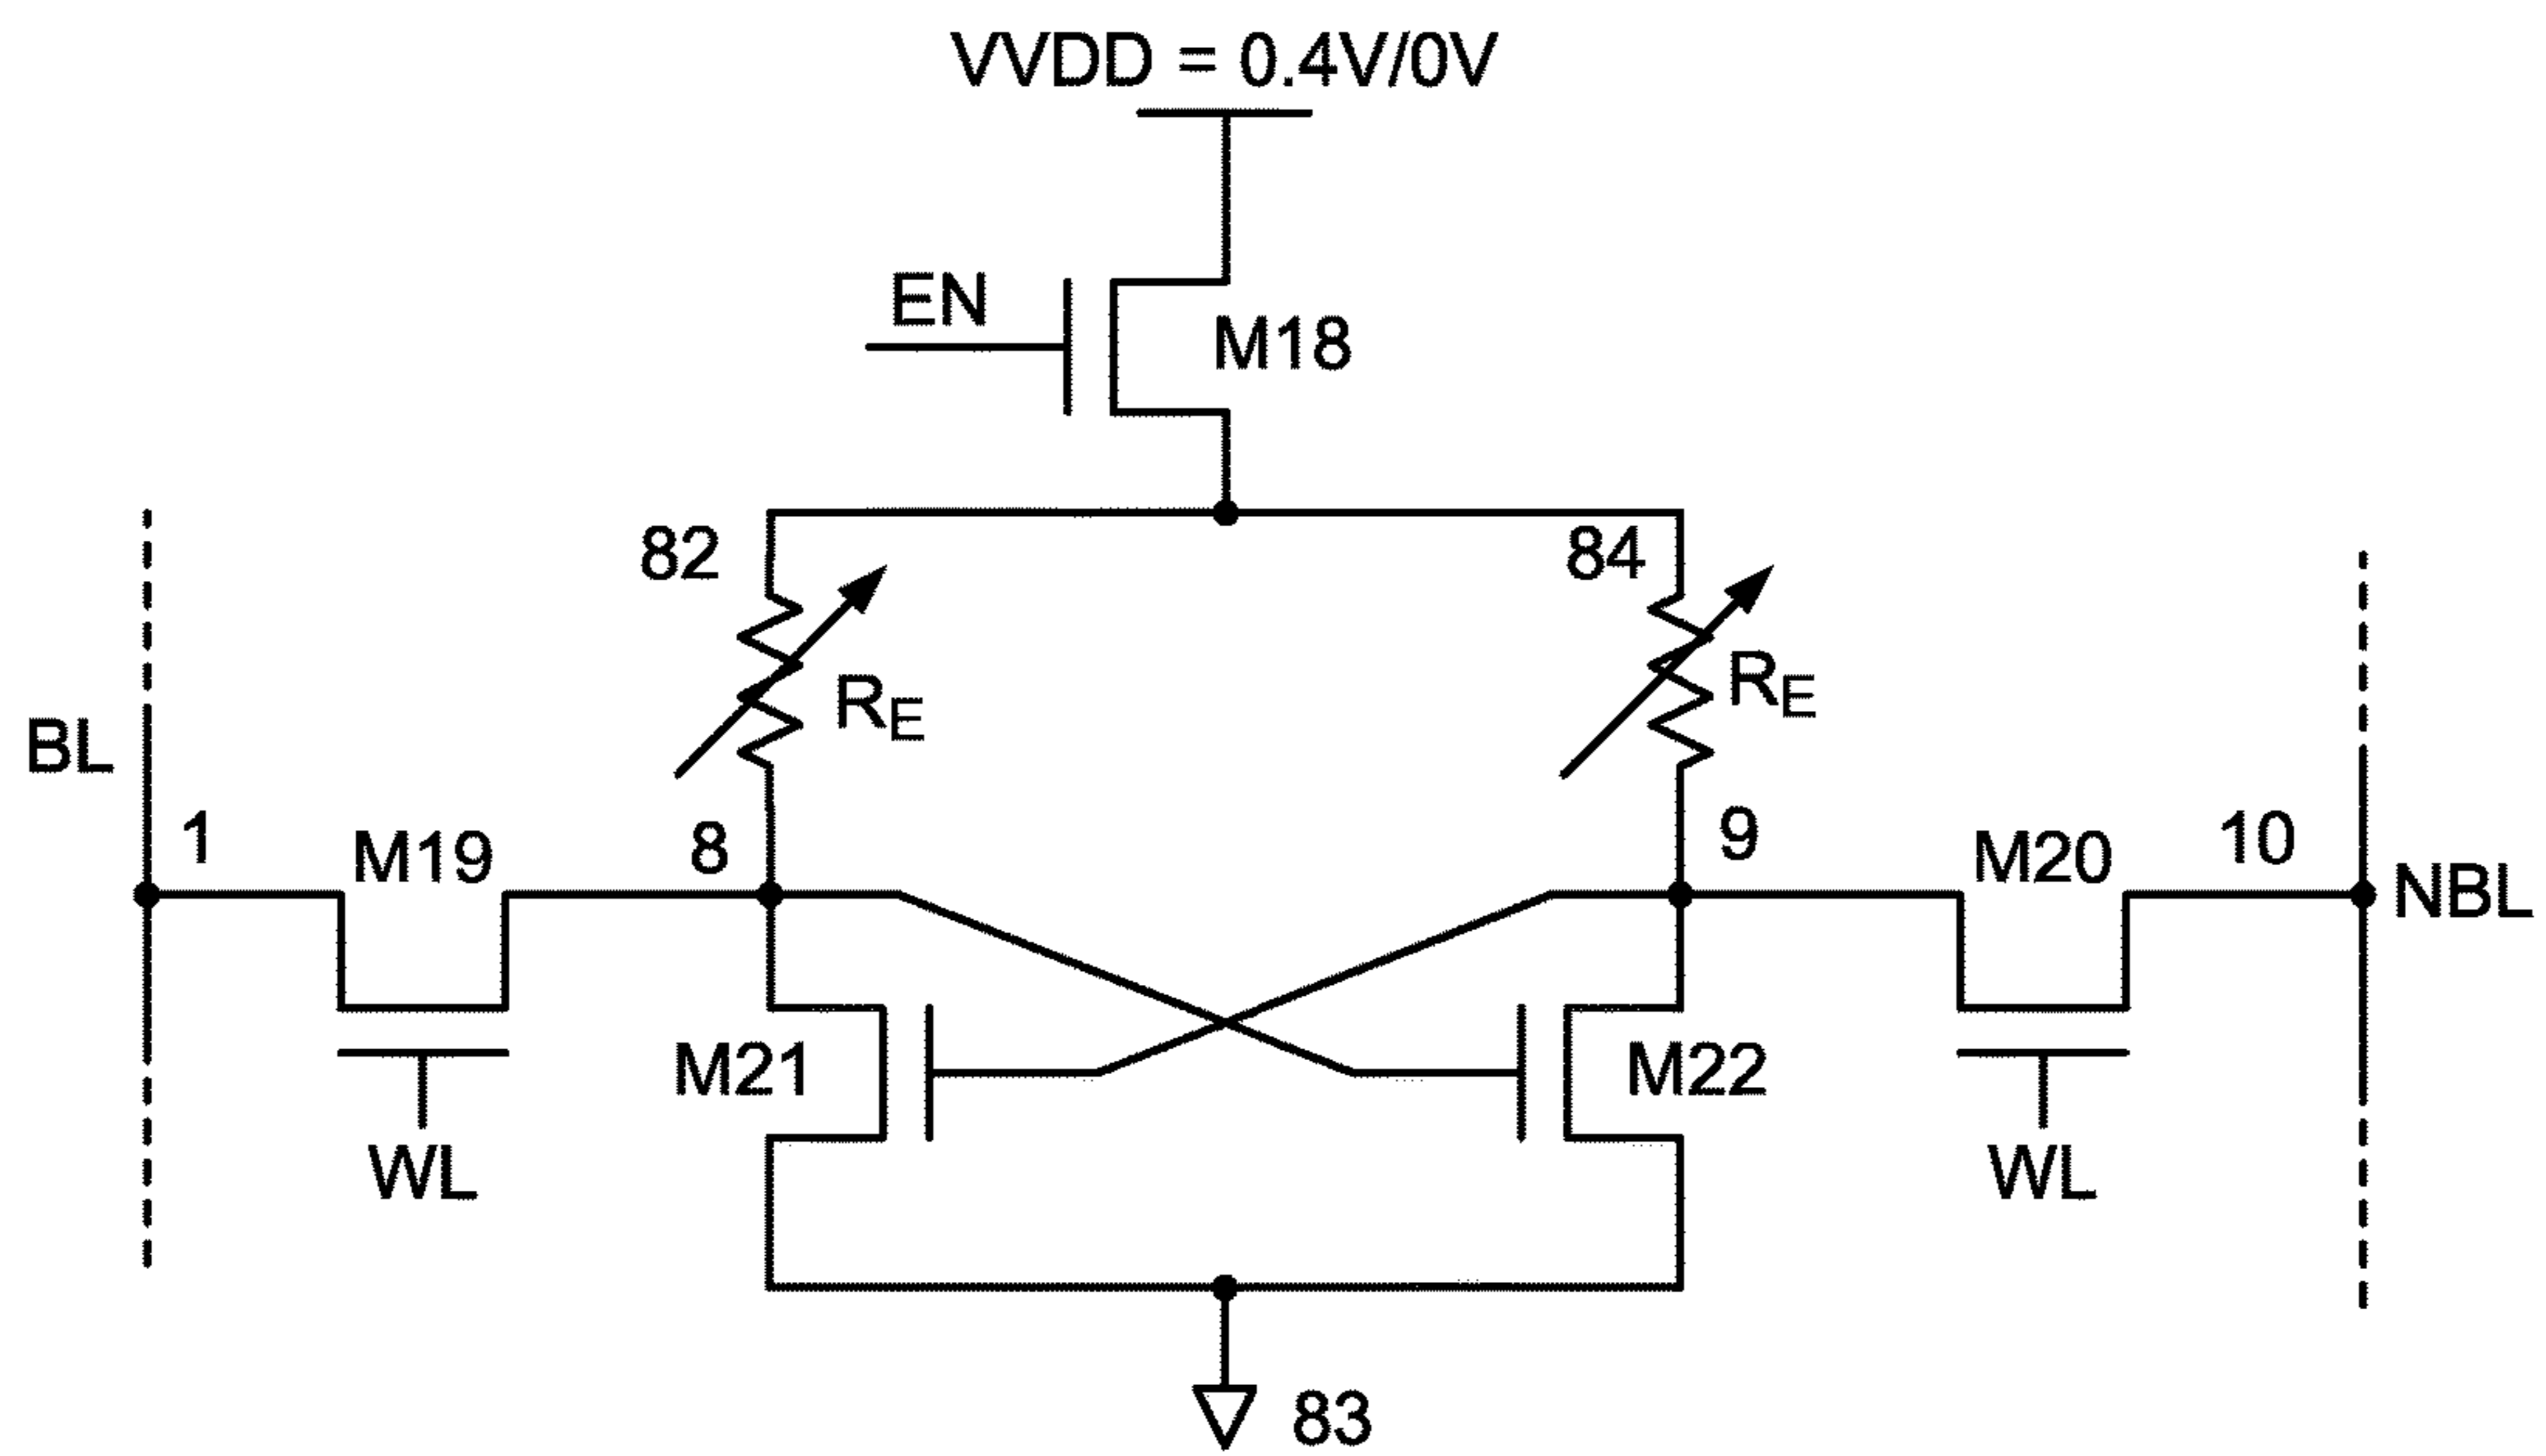 VVDD = 0.4V/0V
EN
M18
82
84
RE
RE
BL
1
M19
8
9
M20
10
NBL
M21
M22
WL
WL
83